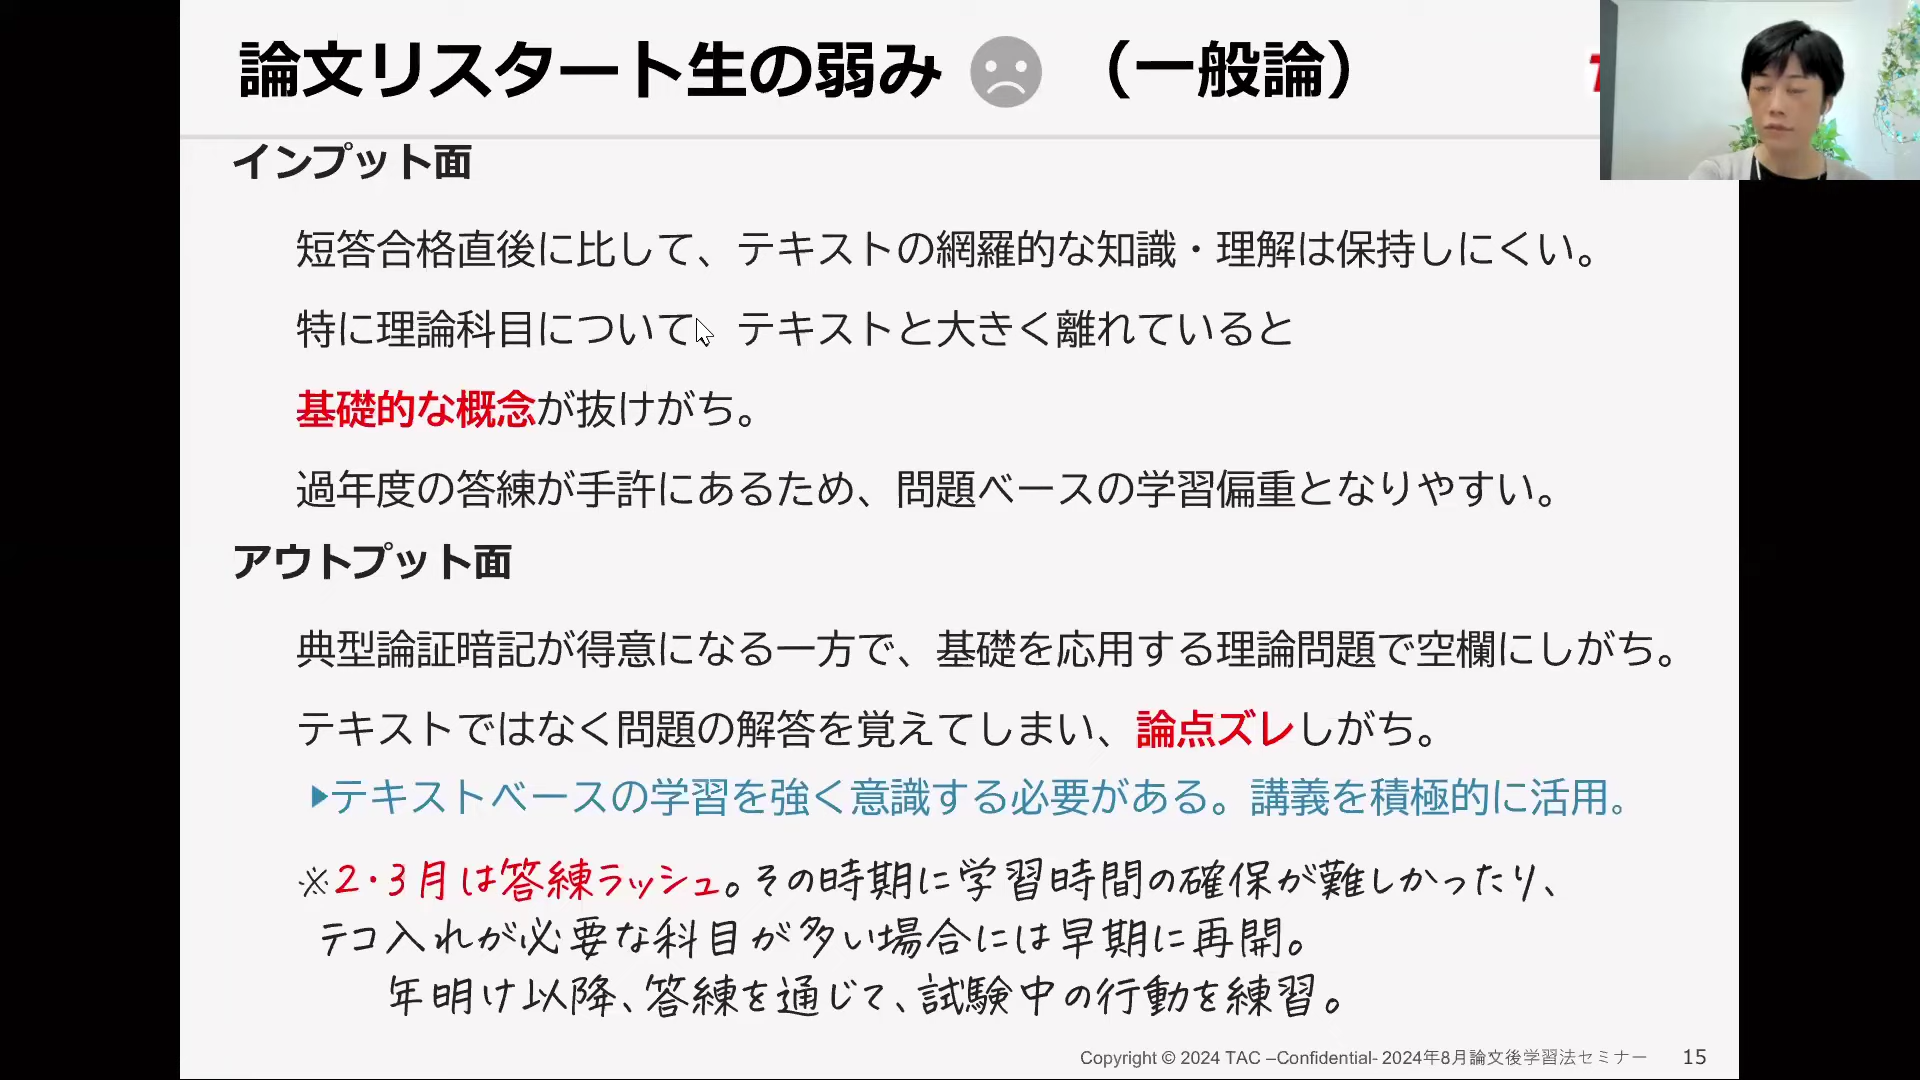 論文リスタート生の弱み （一般論）
インプット面
短答合格直後に比して、テキストの網羅的な知識・理解は保持しにくい。
特に理論科目について、テキストと大きく離れていると
基礎的な概念が抜けがち。
過年度の答練が手許にあるため、問題ベースの学習偏重となりやすい。
アウトプット面
典型論証暗記が得意になる一方で、基礎を応用する理論問題で空欄にしがち。
テキストではなく問題の解答を覚えてしまい、論点ズレしがち。
▶テキストベースの学習を強く意識する必要がある。講義を積極的に活用。
※2・3月は答練ラッシュ。その時期に学習時間の確保が難しかったり、
テコ入れが必要な科目が多い場合には早期に再開。
年明け以降、答練を通じて、試験中の行動を練習。
Copyright © 2024 TAC –Confidential- 2024年8月論文後学習法セミナー 15